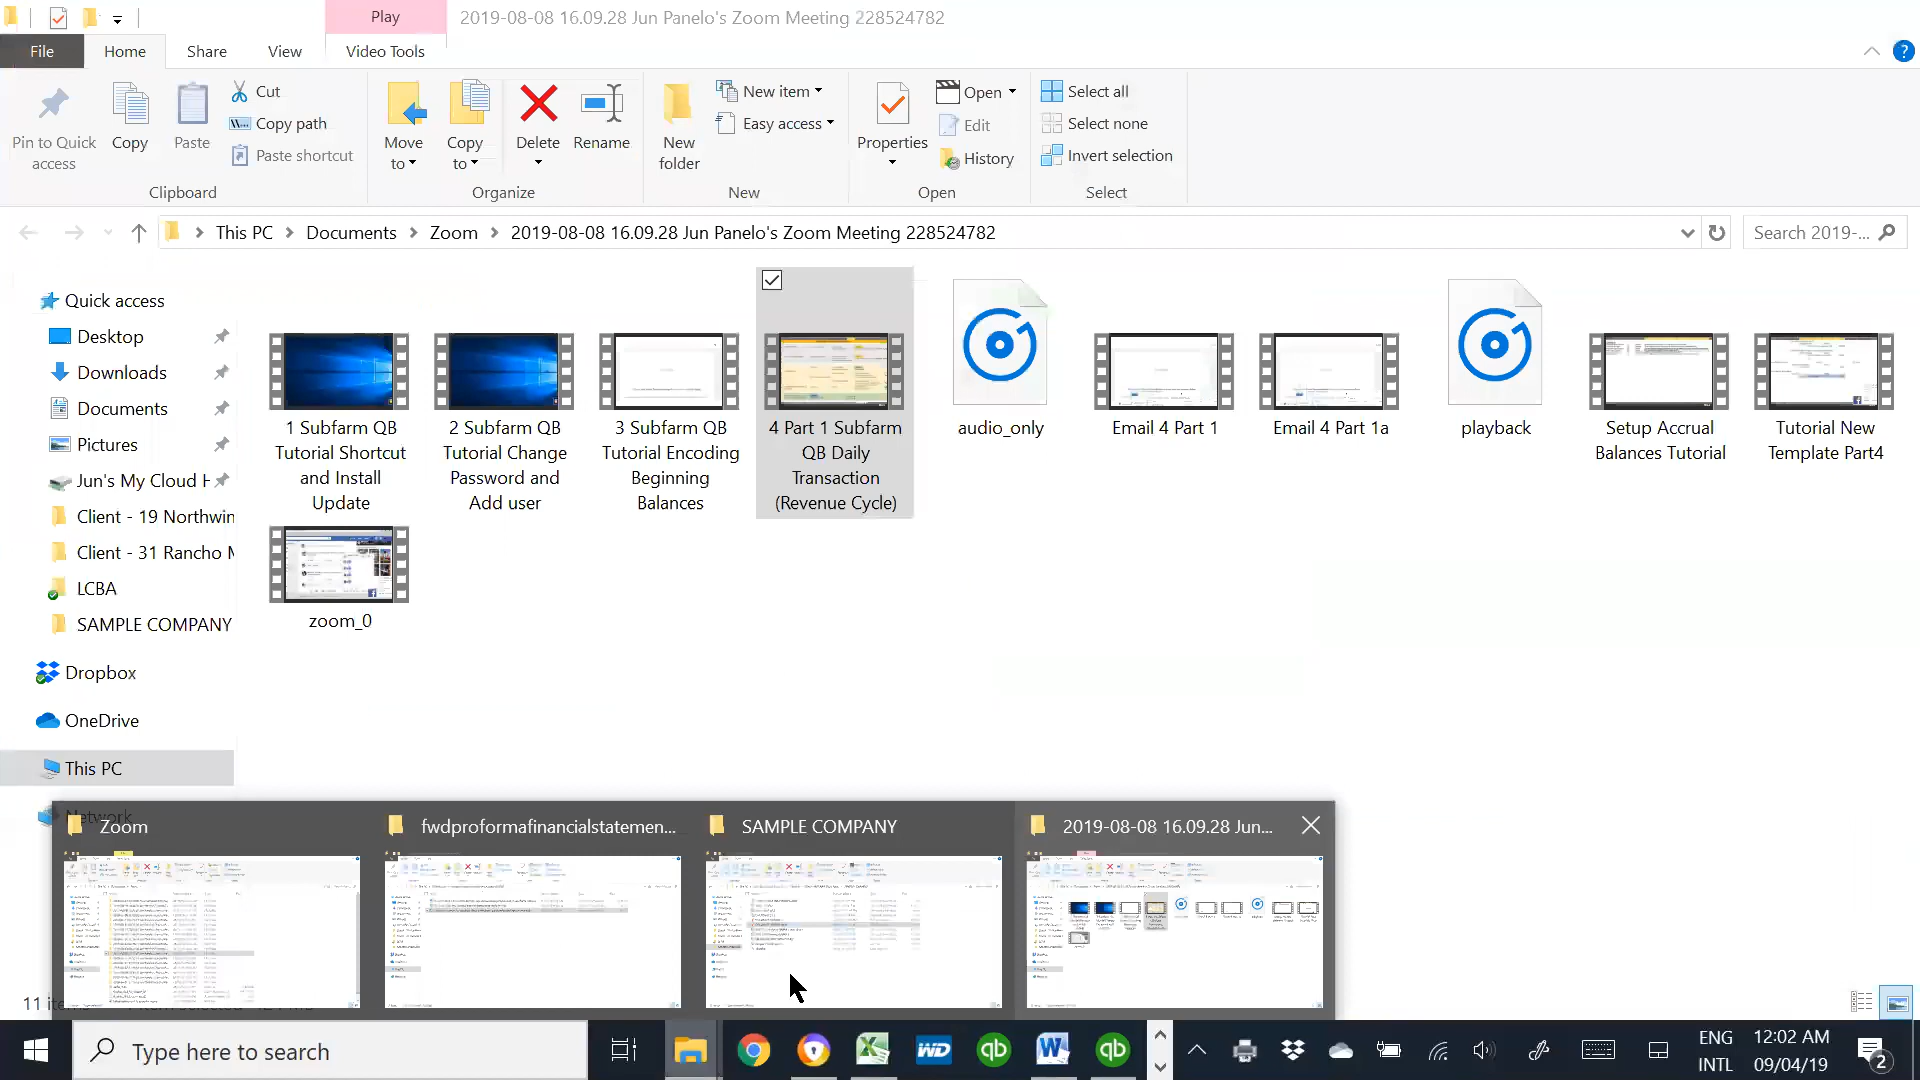 Play
2019-08-08 16.09.28 Jun Panelo's Zoom Meeting 228524782
File
Home
Share
View
Video Tools
Pin to Quick access
Copy
Paste
Cut
Copy path
Paste shortcut
Move to
Copy to
Delete
Rename
New folder
New item
Easy access
Properties
Open
Edit
History
Select all
Select none
Invert selection
Clipboard
Organize
New
Open
Select
This PC
Documents
Zoom
2019-08-08 16.09.28 Jun Panelo's Zoom Meeting 228524782
Search 2019-...
Quick access
Desktop
Downloads
Documents
Pictures
Jun's My Cloud H
Client - 19 Northwin
Client - 31 Rancho M
LCBA
SAMPLE COMPANY
Dropbox
OneDrive
This PC
Network
1 Subfarm QB
Tutorial Shortcut
and Install
Update
2 Subfarm QB
Tutorial Change
Password and
Add user
3 Subfarm QB
Tutorial Encoding
Beginning
Balances
4 Part 1 Subfarm
QB Daily
Transaction
(Revenue Cycle)
audio_only
Email 4 Part 1
Email 4 Part 1a
playback
Setup Accrual
Balances Tutorial
Tutorial New
Template Part4
zoom_0
Zoom
fwdproformafinancialstatemen...
SAMPLE COMPANY
2019-08-08 16.09.28 Jun...
Type here to search
WD
qb
qb
ENG
INTL
12:02 AM
09/04/19
2